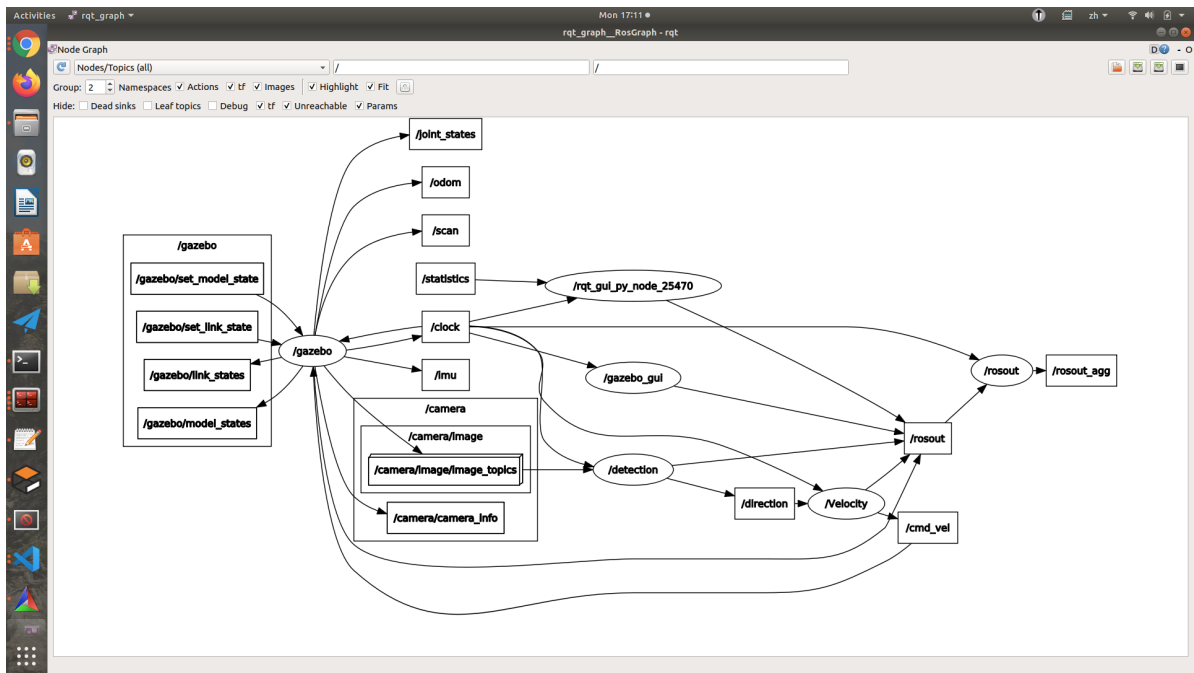 Activities rqt_graph Mon 17:11 zh
rqt_graph__RosGraph - rqt
Node Graph D - O
Nodes/Topics (all) / /
Group: 2 Namespaces Actions tf Images Highlight Fit
Hide: Dead sinks Leaf topics Debug tf Unreachable Params
/joint_states
/odom
/scan
/gazebo
/gazebo/set_model_state
/statistics
/rqt_gui_py_node_25470
/gazebo/set_link_state
/clock
/gazebo
/gazebo/link_states
/imu
/gazebo_gui
/rosout
/rosout_agg
/gazebo/model_states
/camera
/camera/image
/rosout
/camera/image/image_topics
/detection
/direction
/Velocity
/camera/camera_info
/cmd_vel